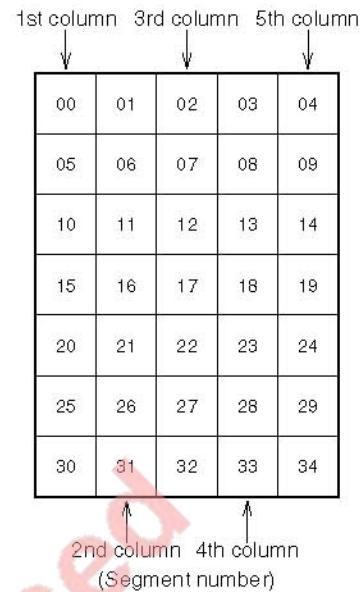 1st column 3rd column 5th column
00 01 02 03 04
05 06 07 08 09
10 11 12 13 14
15 16 17 18 19
20 21 22 23 24
25 26 27 28 29
30 31 32 33 34
2nd column 4th column
(Segment number)